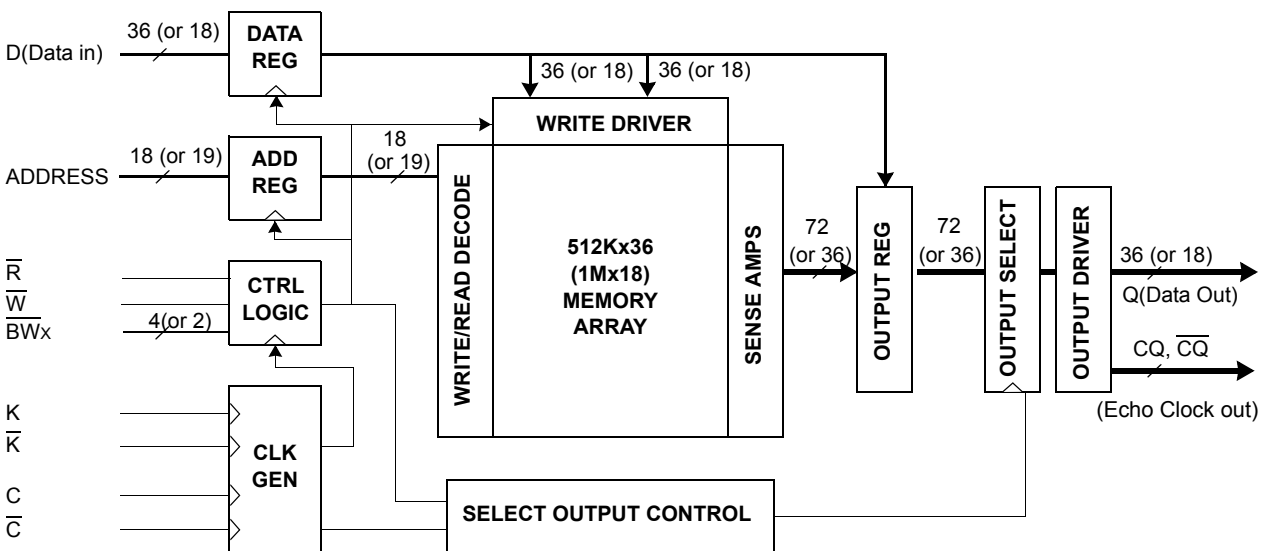 D(Data in)
36 (or 18)
DATA
REG
36 (or 18)
36 (or 18)
WRITE DRIVER
ADDRESS
18 (or 19)
ADD
REG
18
(or 19)
WRITE/READ DECODE
512Kx36
(1Mx18)
MEMORY
ARRAY
SENSE AMPS
72
(or 36)
OUTPUT REG
72
(or 36)
OUTPUT SELECT
OUTPUT DRIVER
36 (or 18)
Q(Data Out)
CQ, C̅Q̅
(Echo Clock out)
R̅
W̅
B̅W̅x
4(or 2)
CTRL
LOGIC
K
K̅
C
C̅
CLK
GEN
SELECT OUTPUT CONTROL